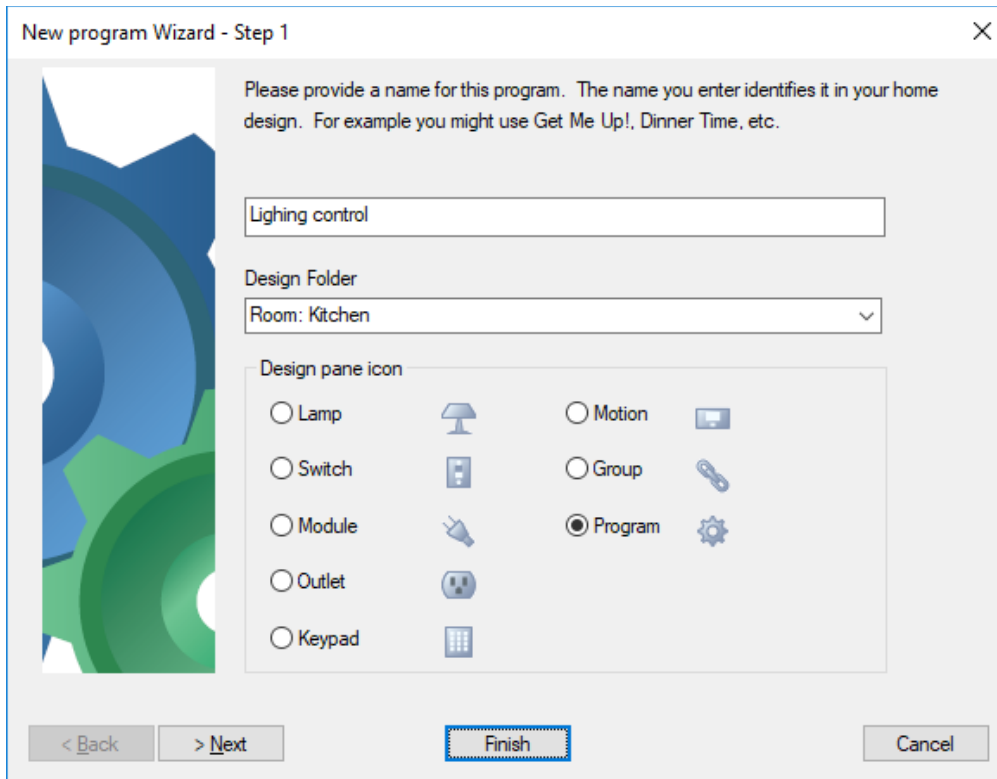 New program Wizard - Step 1
Please provide a name for this program. The name you enter identifies it in your home
design. For example you might use Get Me Up!, Dinner Time, etc.
Lighing control
Design Folder
Room: Kitchen
Design pane icon
Lamp
Motion
Switch
Group
Module
Program
Outlet
Keypad
< Back
> Next
Finish
Cancel